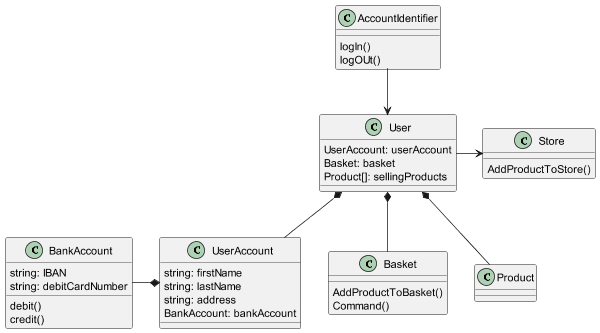 C AccountIdentifier
logIn()
logOUt()
C User
UserAccount: userAccount
Basket: basket
Product[]: sellingProducts
C Store
AddProductToStore()
C BankAccount
string: IBAN
string: debitCardNumber
debit()
credit()
C UserAccount
string: firstName
string: lastName
string: address
BankAccount: bankAccount
C Basket
AddProductToBasket()
Command()
C Product